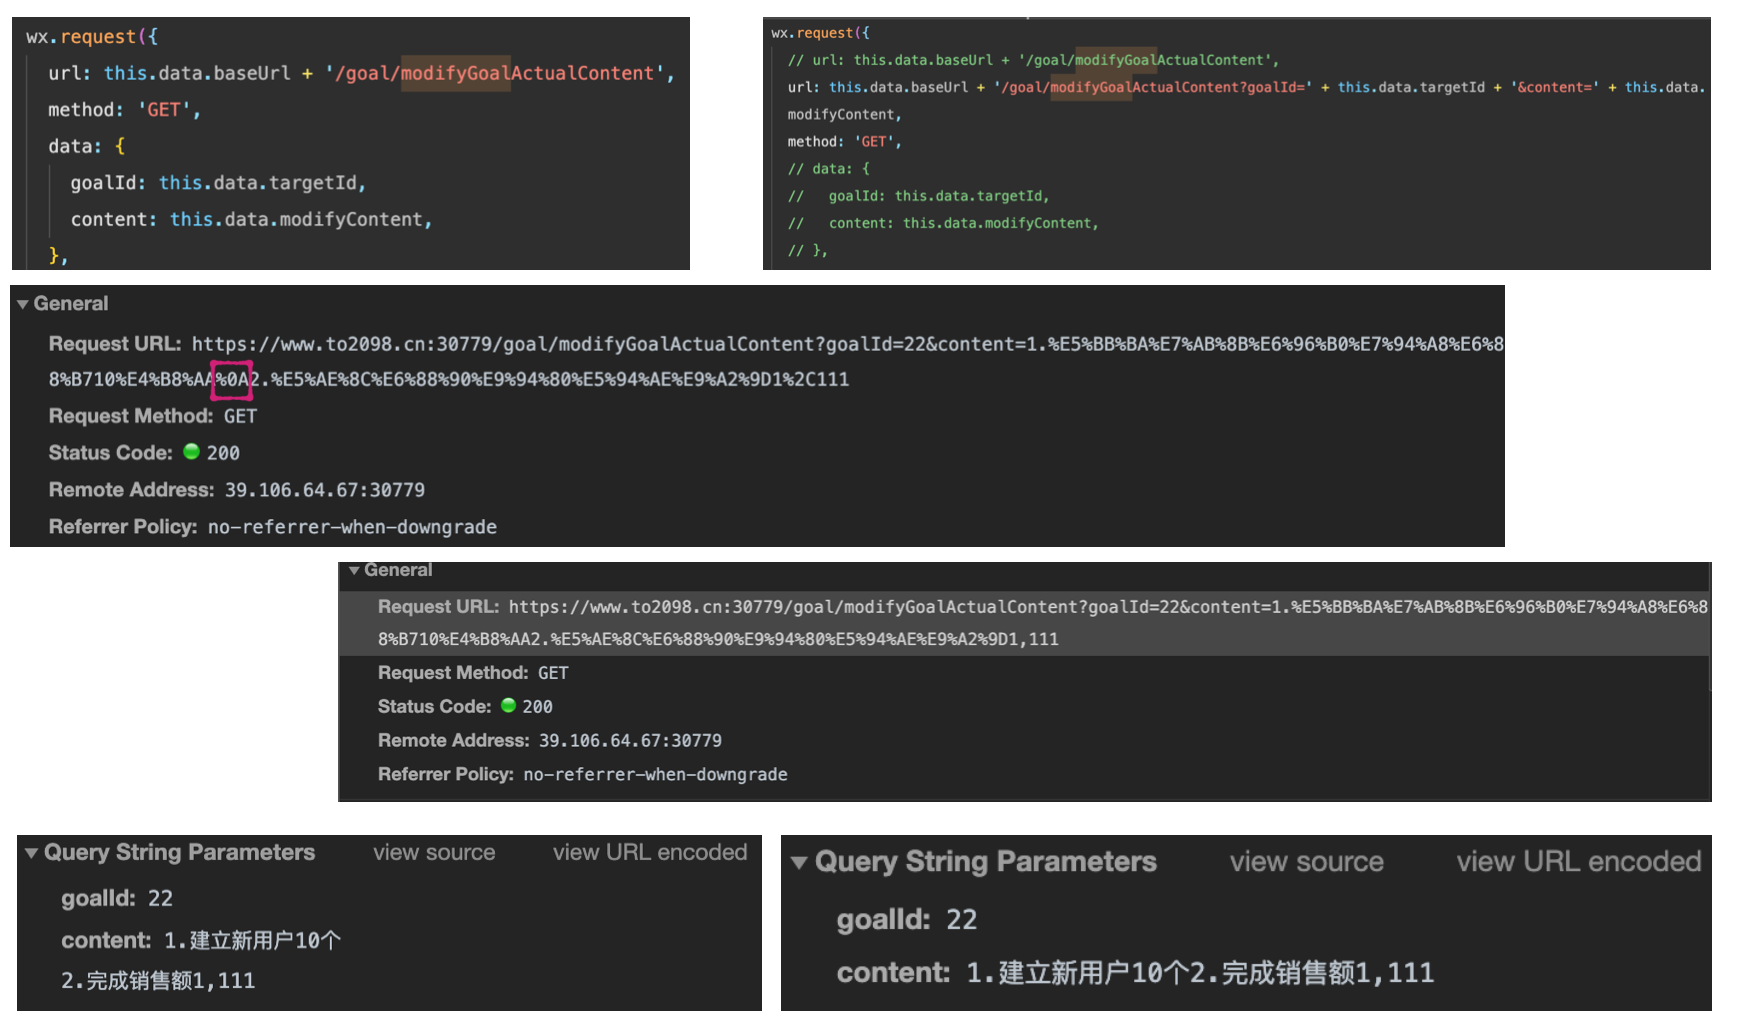 wx.request({
url: this.data.baseUrl + '/goal/modifyGoalActualContent',
method: 'GET',
data: {
goalId: this.data.targetId,
content: this.data.modifyContent,
},
wx.request({
// url: this.data.baseUrl + '/goal/modifyGoalActualContent',
url: this.data.baseUrl + '/goal/modifyGoalActualContent?goalId=' + this.data.targetId + '&content=' + this.data.
modifyContent,
method: 'GET',
// data: {
//   goalId: this.data.targetId,
//   content: this.data.modifyContent,
// },
General
Request URL: https://www.to2098.cn:30779/goal/modifyGoalActualContent?goalId=22&content=1.%E5%BB%BA%E7%AB%8B%E6%96%B0%E7%94%A8%E6%8
8%B710%E4%B8%AA%0A2.%E5%AE%8C%E6%88%90%E9%94%80%E5%94%AE%E9%A2%9D1%2C111
Request Method: GET
Status Code: 200
Remote Address: 39.106.64.67:30779
Referrer Policy: no-referrer-when-downgrade
General
Request URL: https://www.to2098.cn:30779/goal/modifyGoalActualContent?goalId=22&content=1.%E5%BB%BA%E7%AB%8B%E6%96%B0%E7%94%A8%E6%8
8%B710%E4%B8%AA2.%E5%AE%8C%E6%88%90%E9%94%80%E5%94%AE%E9%A2%9D1,111
Request Method: GET
Status Code: 200
Remote Address: 39.106.64.67:30779
Referrer Policy: no-referrer-when-downgrade
Query String Parameters view source view URL encoded
goalId: 22
content: 1.建立新用户10个
2.完成销售额1,111
Query String Parameters view source view URL encoded
goalId: 22
content: 1.建立新用户10个2.完成销售额1,111